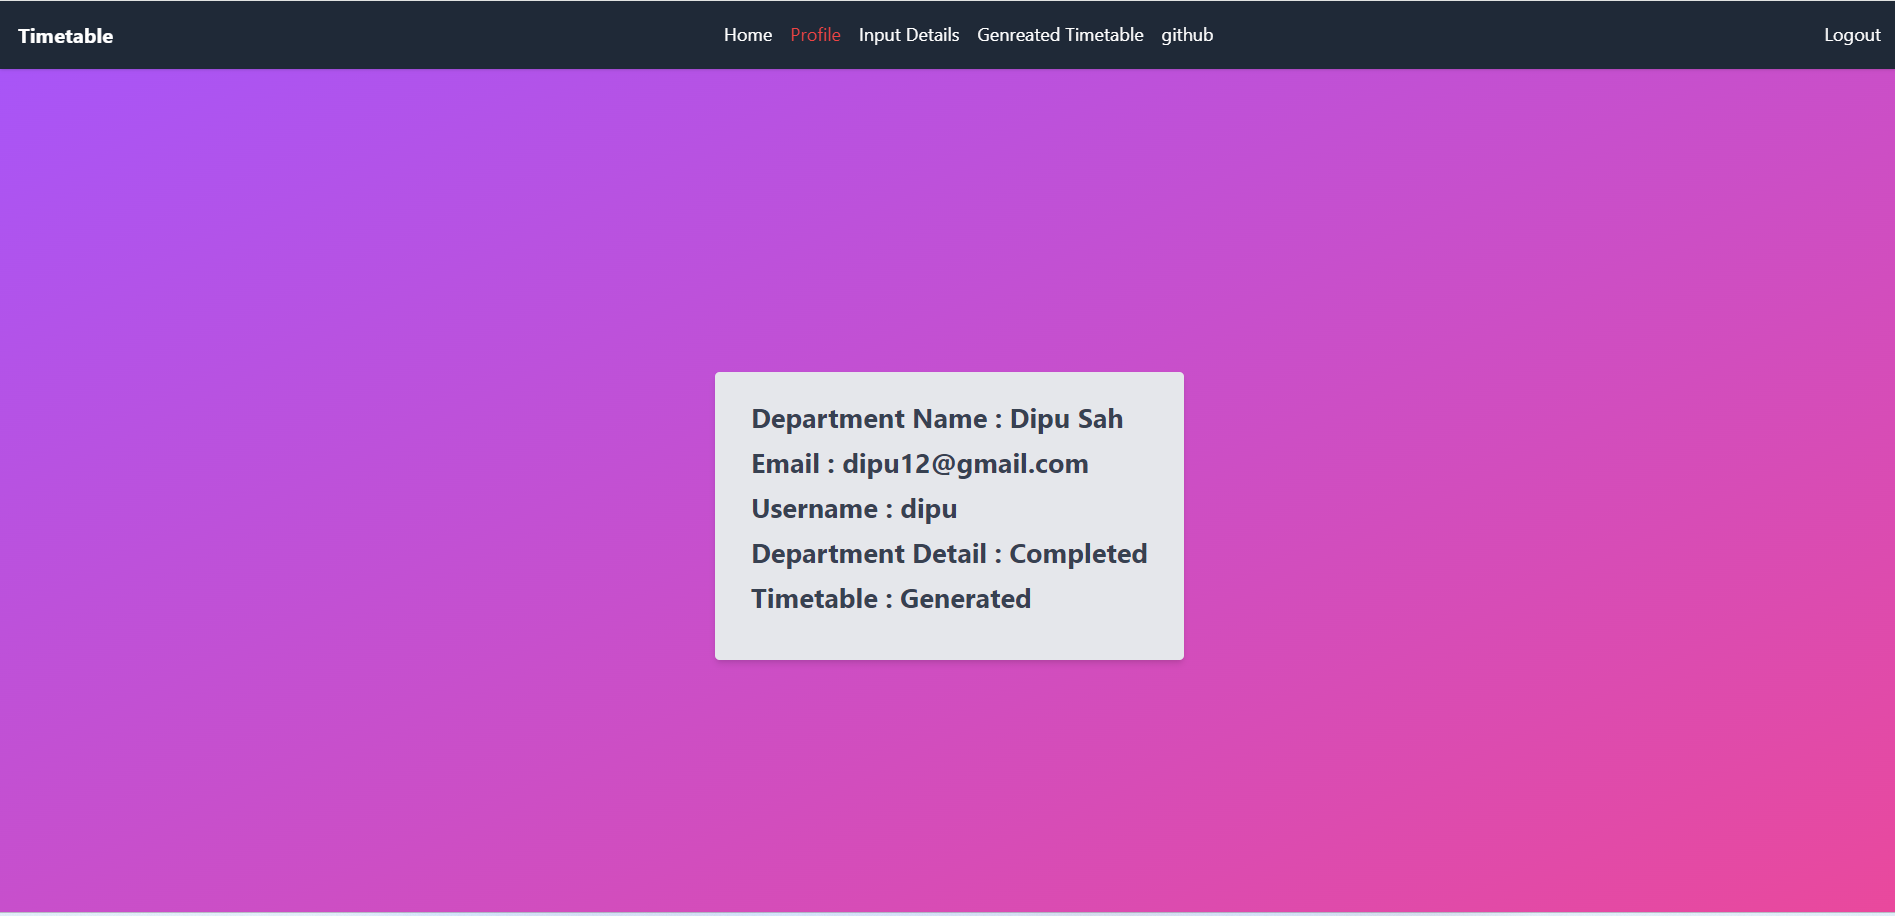 Timetable Home Profile Input Details Genreated Timetable github Logout
Department Name : Dipu Sah
Email : dipu12@gmail.com
Username : dipu
Department Detail : Completed
Timetable : Generated